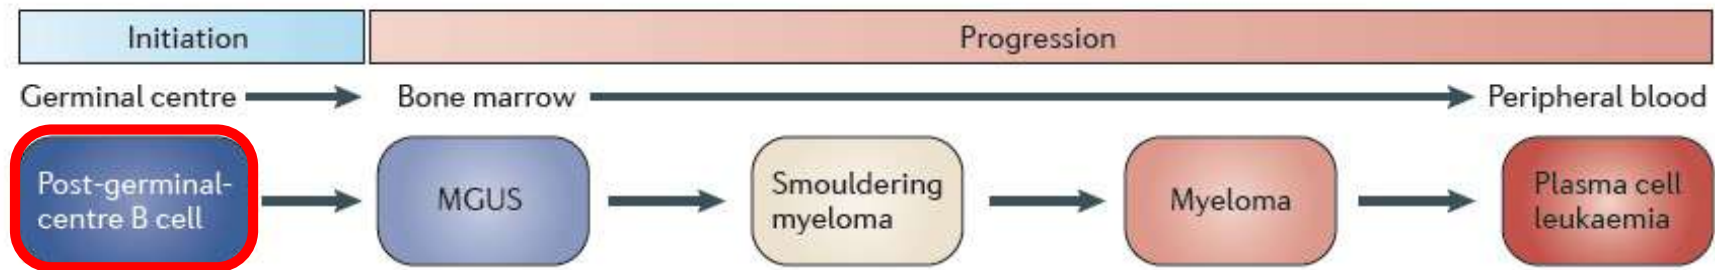 Initiation
Progression
Germinal centre
Bone marrow
Peripheral blood
Post-germinal-
centre B cell
MGUS
Smouldering
myeloma
Myeloma
Plasma cell
leukaemia